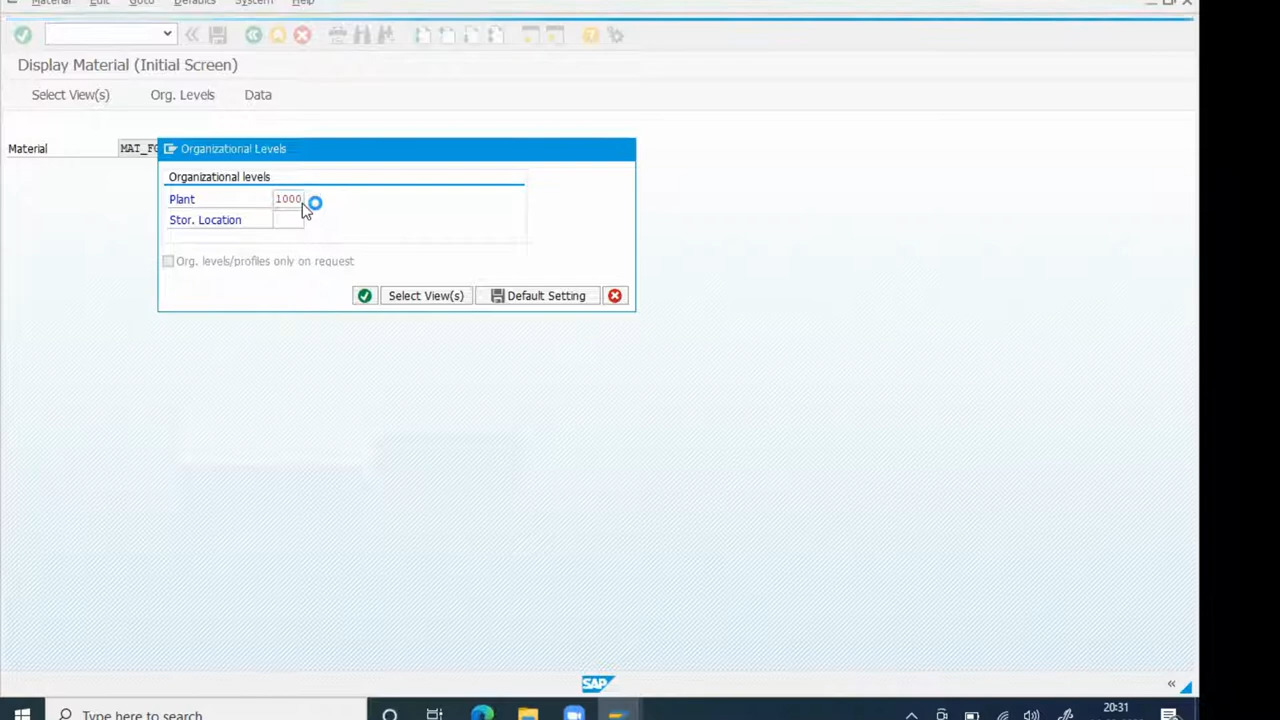 Material Edit Goto Defaults System Help
Display Material (Initial Screen)
Select View(s) Org. Levels Data
Material MAT_FG
Organizational Levels
Organizational levels
Plant 1000
Stor. Location
Org. levels/profiles only on request
Select View(s) Default Setting
SAP
Type here to search
20:31